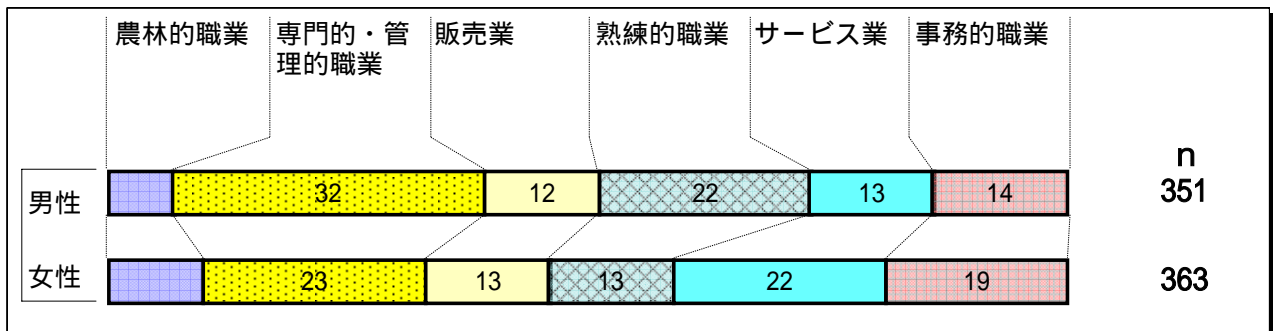 農林的職業 専門的・管 販売業 熟練的職業 サービス業 事務的職業
理的職業
n
男性 32 12 22 13 14 351
女性 23 13 13 22 19 363